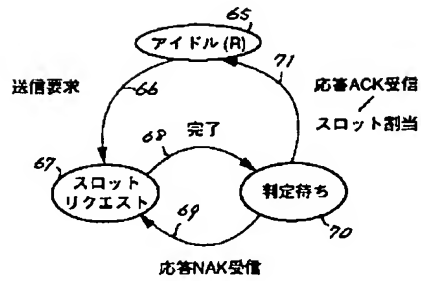 65
アイドル(R)
71
送信要求
66
応答ACK受信
/
スロット割当
完了
68
67
スロット
リクエスト
判定待ち
69
70
応答NAK受信